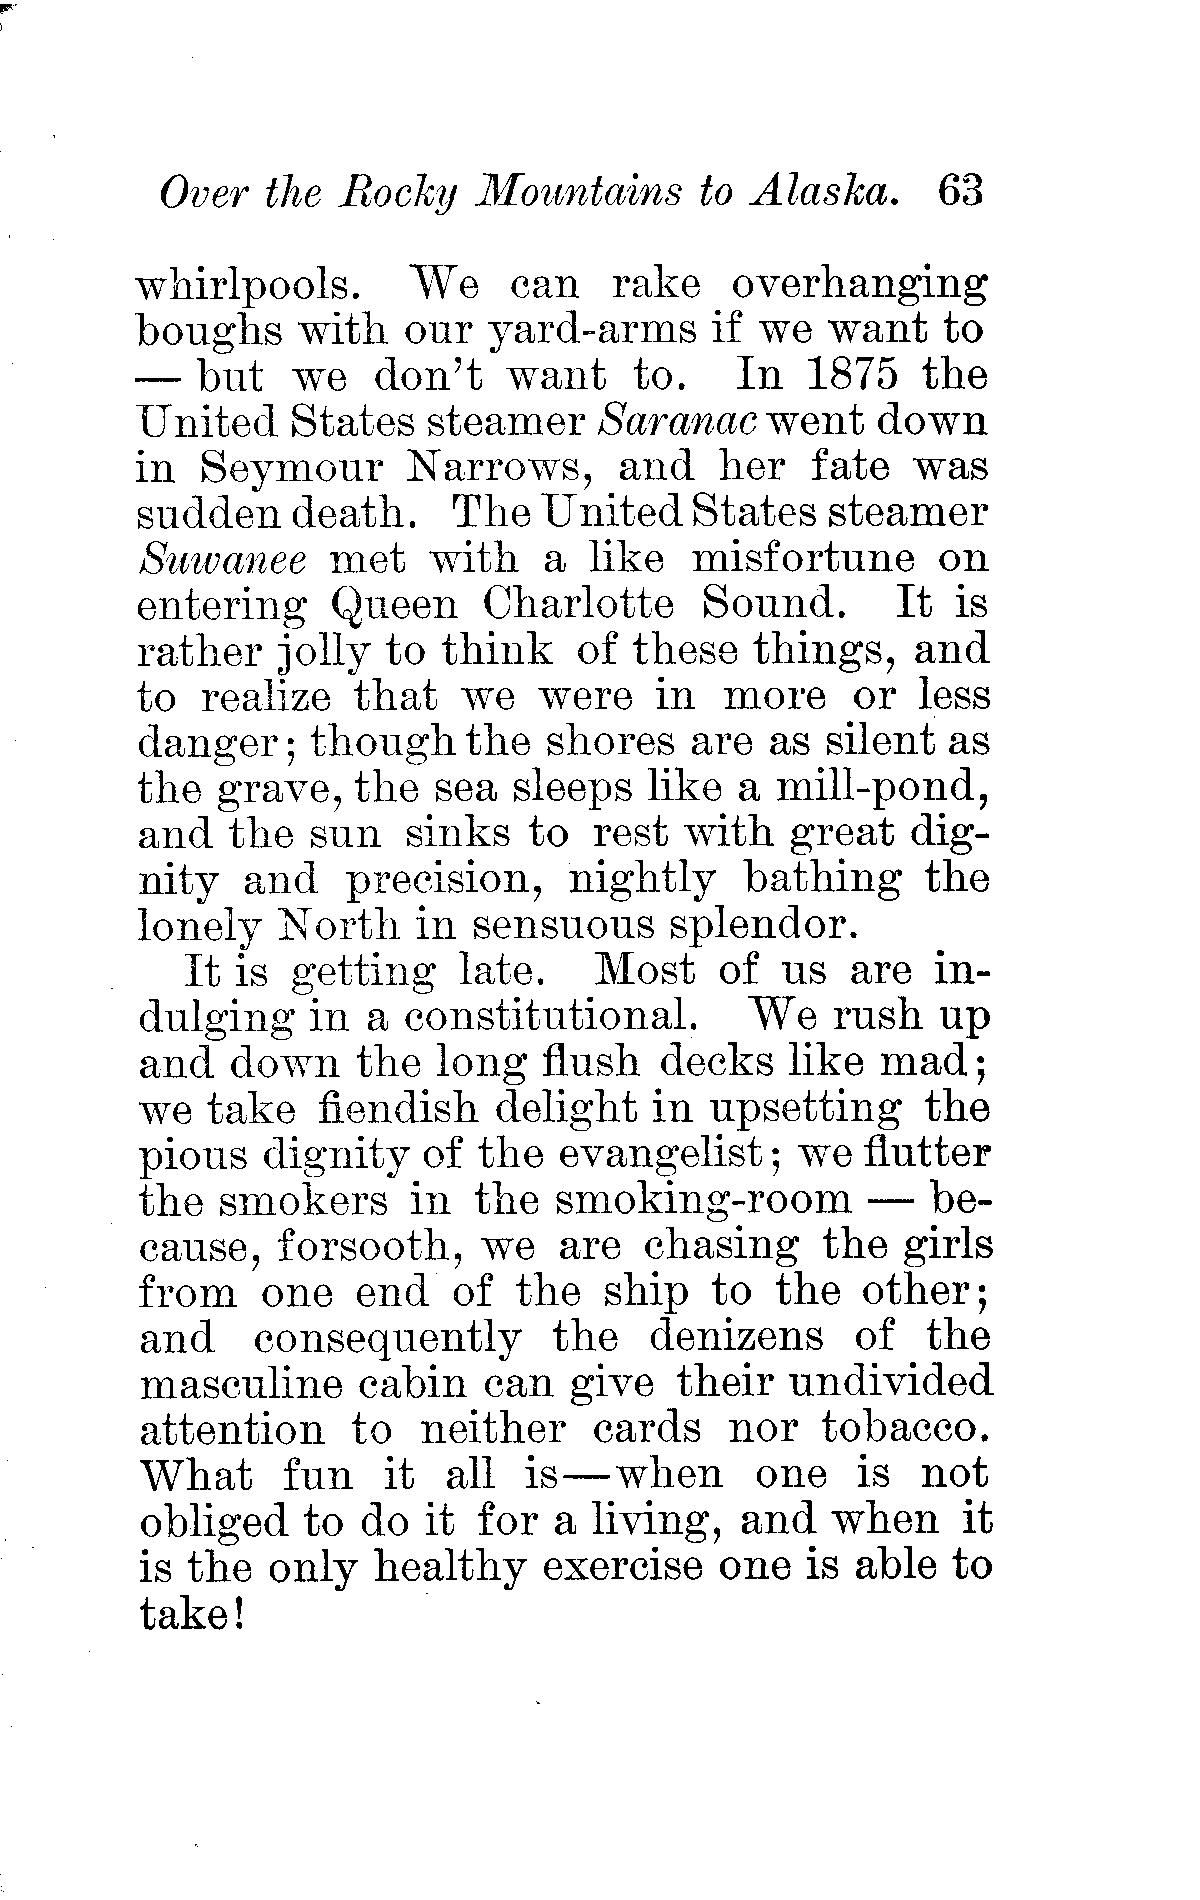 Over the Rocky Mountains to Alaska. 63
whirlpools. We can rake overhanging
boughs with our yard-arms if we want to
— but we don't want to. In 1875 the
United States steamer Saranac went down
in Seymour Narrows, and her fate was
sudden death. The United States steamer
Suwanee met with a like misfortune on
entering Queen Charlotte Sound. It is
rather jolly to think of these things, and
to realize that we were in more or less
danger; though the shores are as silent as
the grave, the sea sleeps like a mill-pond,
and the sun sinks to rest with great dig-
nity and precision, nightly bathing the
lonely North in sensuous splendor.
It is getting late. Most of us are in-
dulging in a constitutional. We rush up
and down the long flush decks like mad;
we take fiendish delight in upsetting the
pious dignity of the evangelist; we flutter
the smokers in the smoking-room — be-
cause, forsooth, we are chasing the girls
from one end of the ship to the other;
and consequently the denizens of the
masculine cabin can give their undivided
attention to neither cards nor tobacco.
What fun it all is—when one is not
obliged to do it for a living, and when it
is the only healthy exercise one is able to
take!